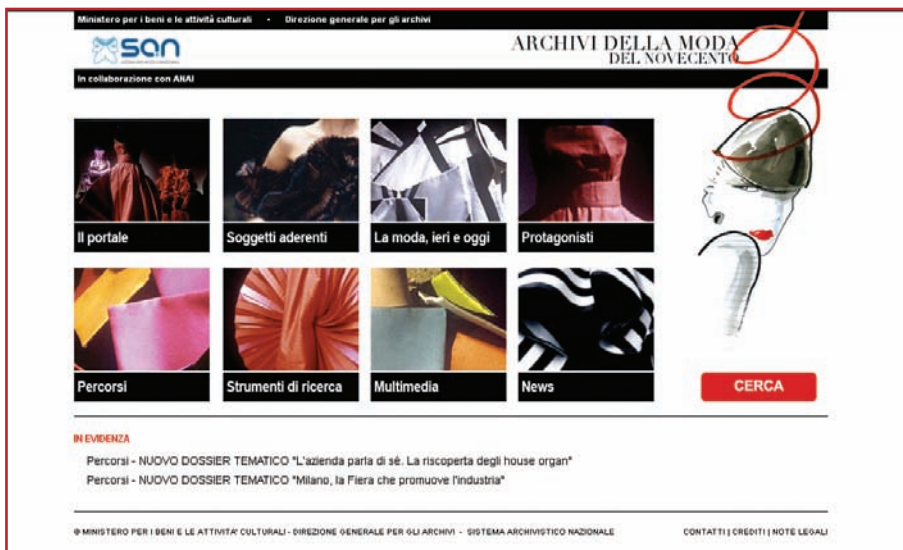 Ministero per i beni e le attività culturali - Direzione generale per gli archivi
san
ARCHIVI DELLA MODA
DEL NOVECENTO
In collaborazione con ANAI
Il portale
Soggetti aderenti
La moda, ieri e oggi
Protagonisti
Percorsi
Strumenti di ricerca
Multimedia
News
CERCA
IN EVIDENZA
Percorsi - NUOVO DOSSIER TEMATICO "L'azienda parla di sé. La riscoperta degli house organ"
Percorsi - NUOVO DOSSIER TEMATICO "Milano, la Fiera che promuove l'industria"
© MINISTERO PER I BENI E LE ATTIVITA' CULTURALI - DIREZIONE GENERALE PER GLI ARCHIVI - SISTEMA ARCHIVISTICO NAZIONALE
CONTATTI | CREDITI | NOTE LEGALI